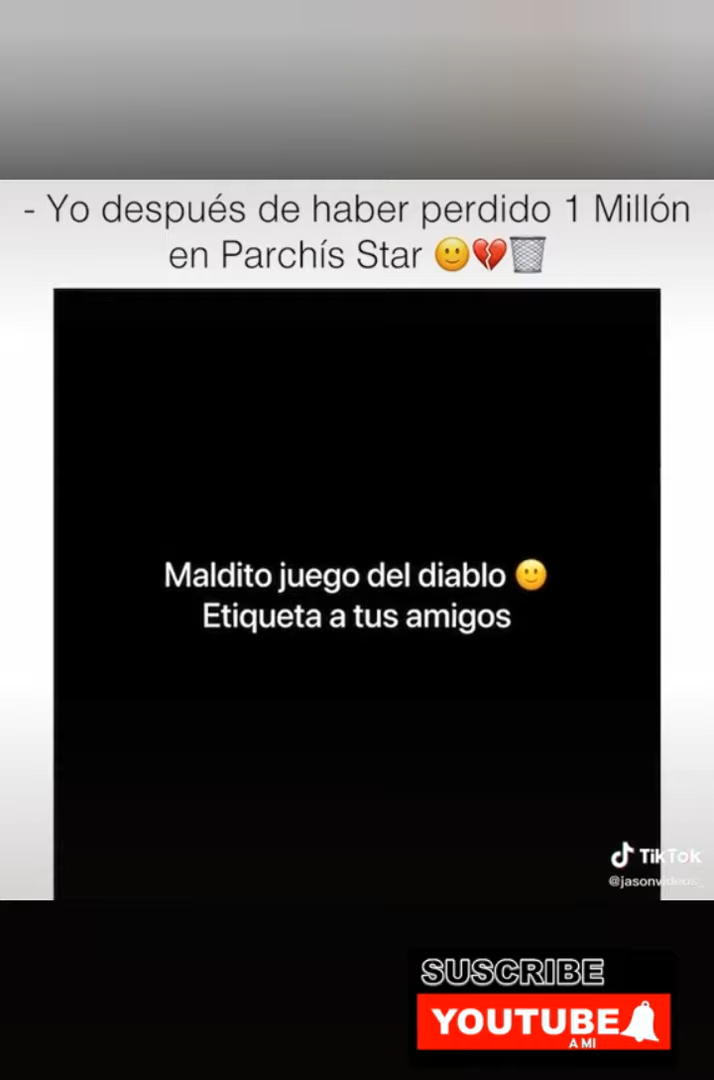 - Yo después de haber perdido 1 Millón
en Parchís Star 🙂💔🗑️
Maldito juego del diablo 🙂
Etiqueta a tus amigos
TikTok
@jasonvideos_
SUSCRIBE
YOUTUBE
A MI